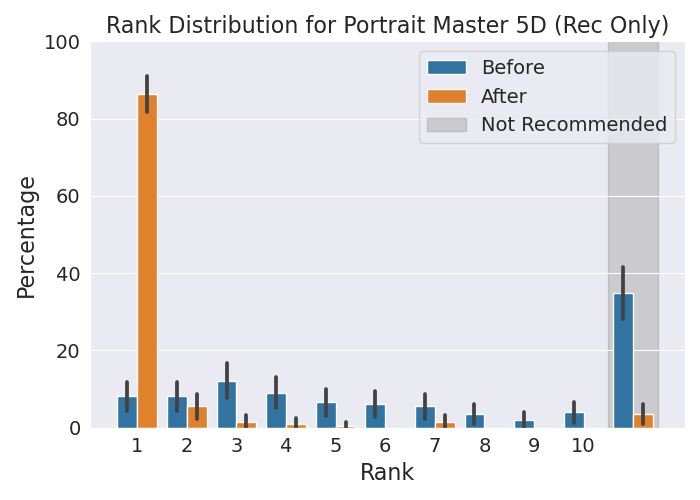 Rank Distribution for Portrait Master 5D (Rec Only)
100
80
60
40
20
0
Percentage
Before
After
Not Recommended
1 2 3 4 5 6 7 8 9 10
Rank